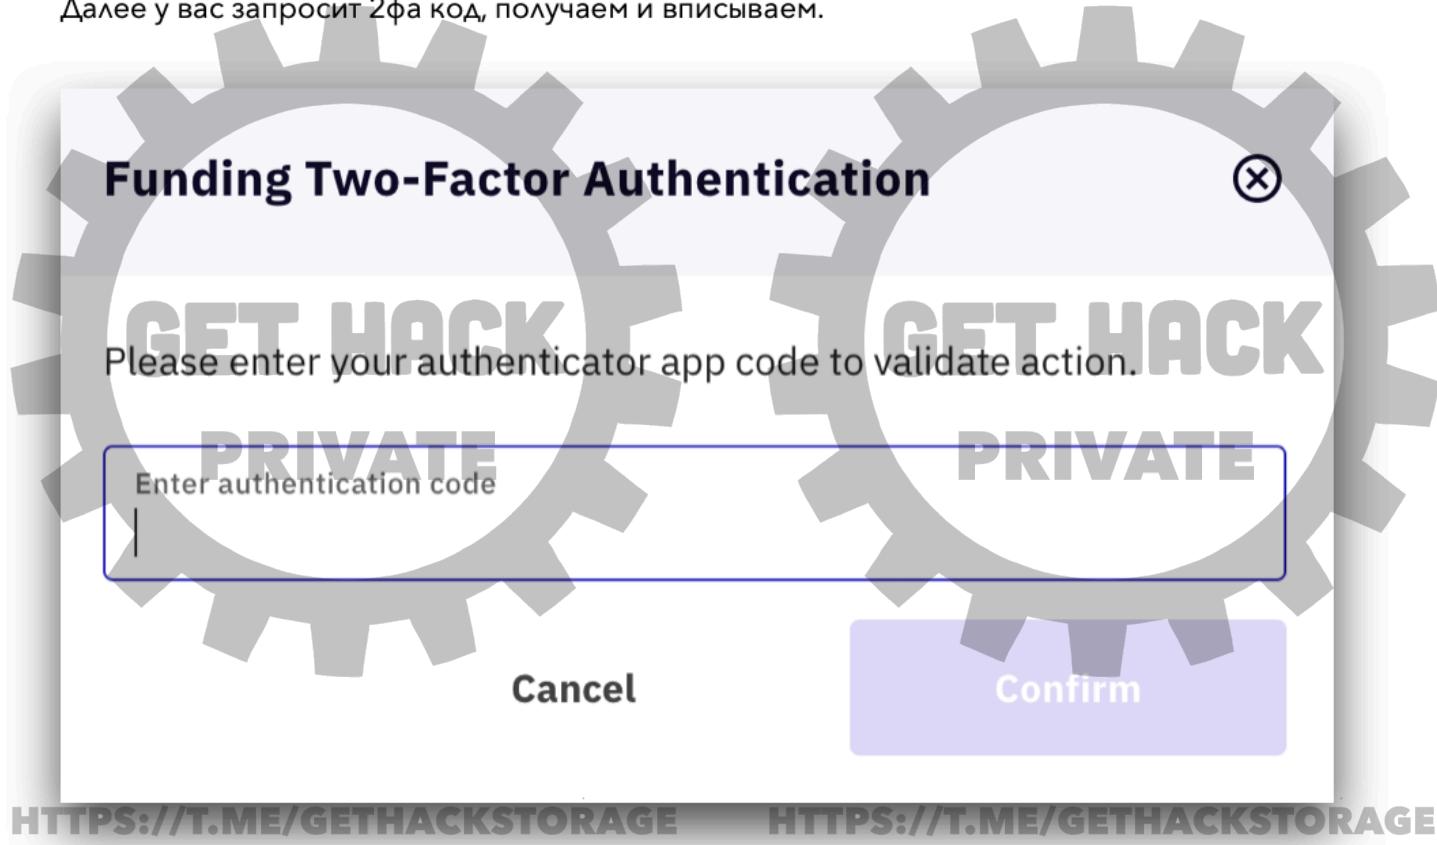 Далее у вас запросит 2фа код, получаем и вписываем.
Funding Two-Factor Authentication
GET HACK GET HACK
Please enter your authenticator app code to validate action.
PRIVATE PRIVATE
Enter authentication code
Cancel Confirm
HTTPS://T.ME/GETHACKSTORAGE HTTPS://T.ME/GETHACKSTORAGE